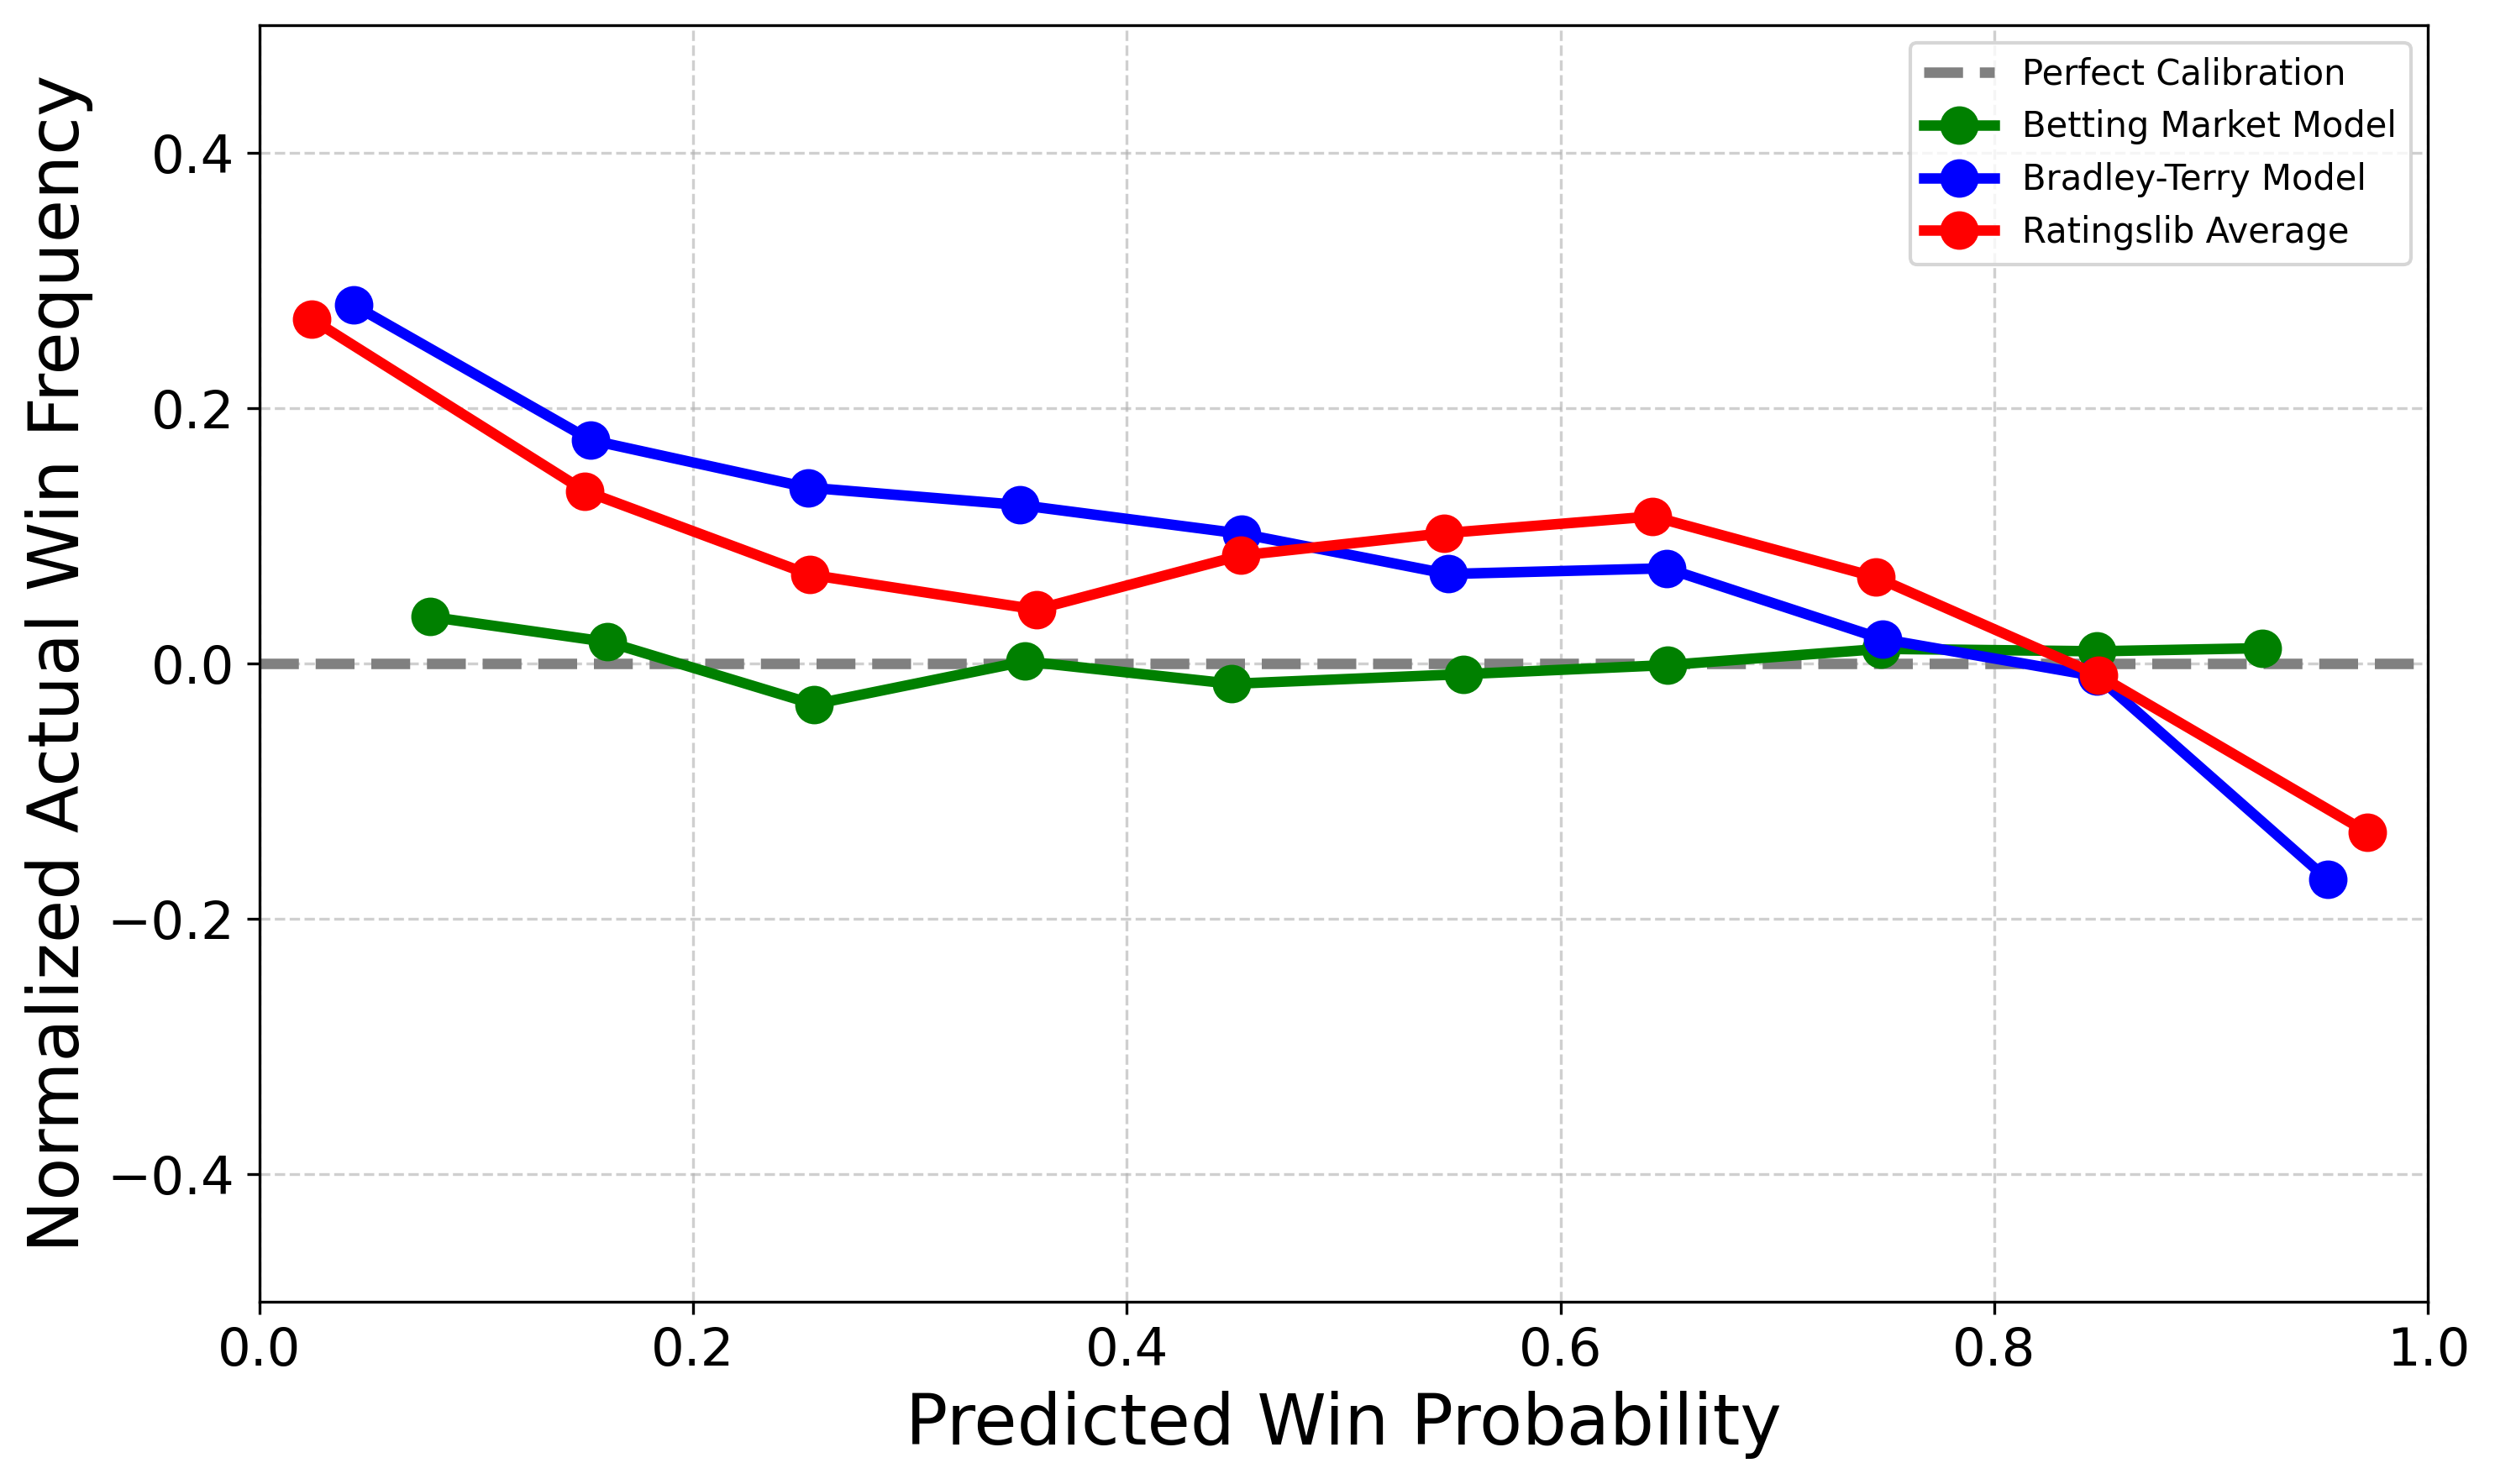 Normalized Actual Win Frequency
0.4
0.2
0.0
−0.2
−0.4
Perfect Calibration
Betting Market Model
Bradley-Terry Model
Ratingslib Average
0.0 0.2 0.4 0.6 0.8 1.0
Predicted Win Probability